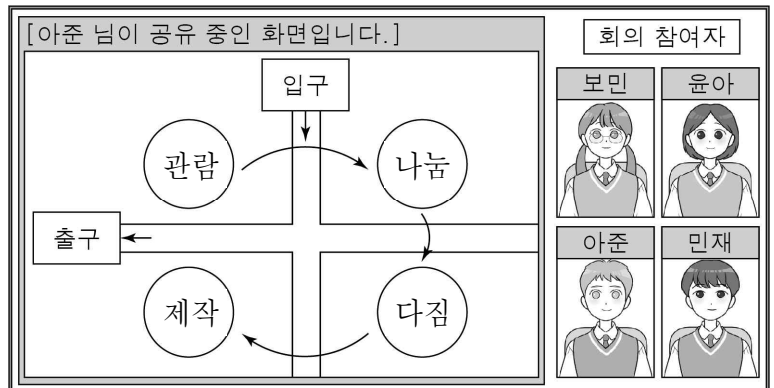 [아준 님이 공유 중인 화면입니다.]
회의 참여자
입구
보민
윤아
관람
나눔
출구
아준
민재
제작
다짐